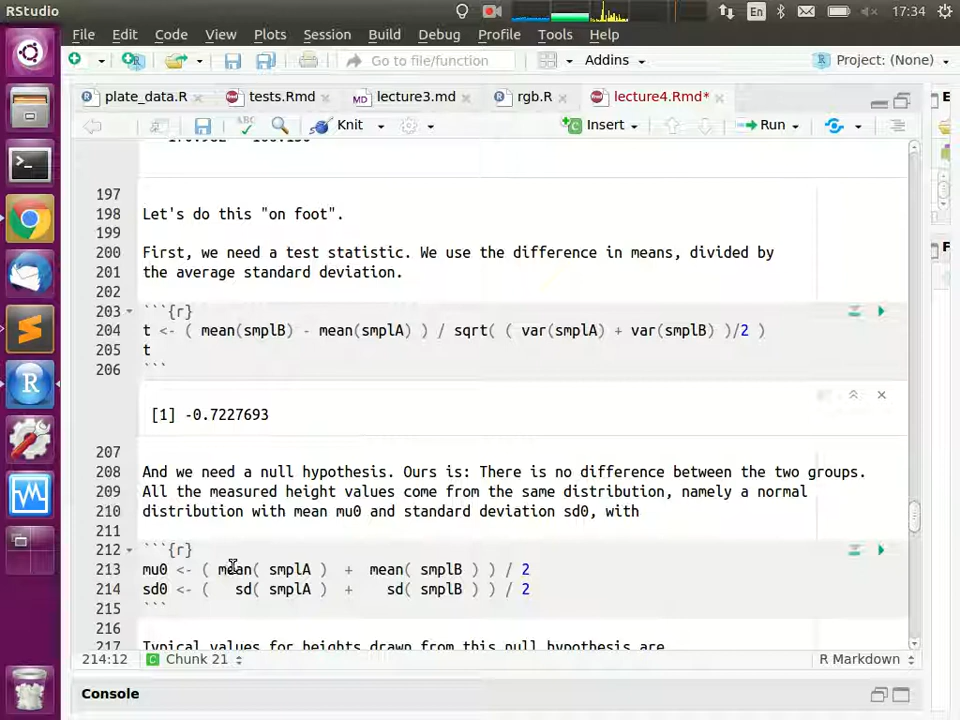 RStudio
En
17:34
File Edit Code View Plots Session Build Debug Profile Tools Help
Go to file/function
Addins
Project: (None)
plate_data.R
tests.Rmd
lecture3.md
rgb.R
lecture4.Rmd*
Knit
Insert
Run
197
198 Let's do this "on foot".
199
200 First, we need a test statistic. We use the difference in means, divided by
201 the average standard deviation.
202
203 ```{r}
204 t <- ( mean(smplB) - mean(smplA) ) / sqrt( ( var(smplA) + var(smplB) )/2 )
205 t
206 ```
[1] -0.7227693
207
208 And we need a null hypothesis. Ours is: There is no difference between the two groups.
209 All the measured height values come from the same distribution, namely a normal
210 distribution with mean mu0 and standard deviation sd0, with
211
212 ```{r}
213 mu0 <- ( mean( smplA ) + mean( smplB ) ) / 2
214 sd0 <- ( sd( smplA ) + sd( smplB ) ) / 2
215 ```
216
217 Typical values for heights drawn from this null hypothesis are
214:12
Chunk 21
R Markdown
Console